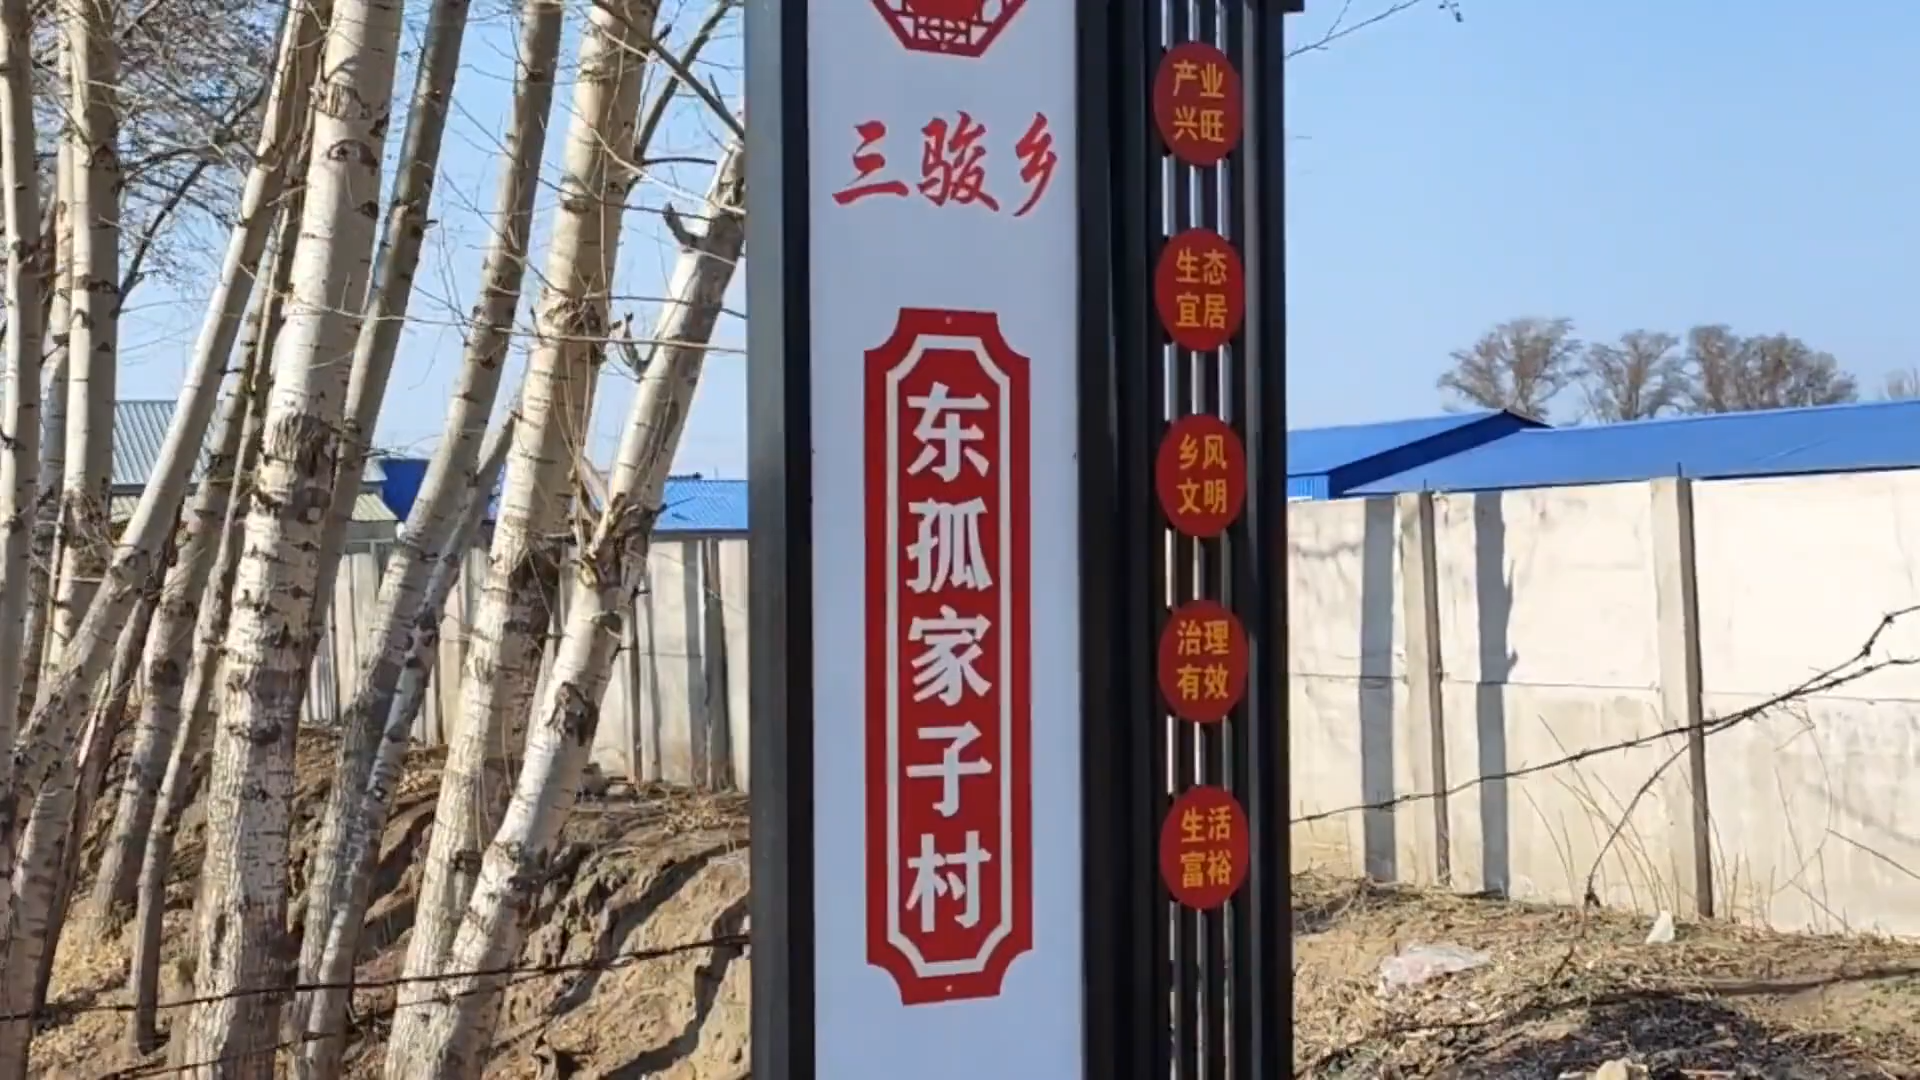 三骏乡
东孤家子村
产业
兴旺
生态
宜居
乡风
文明
治理
有效
生活
富裕